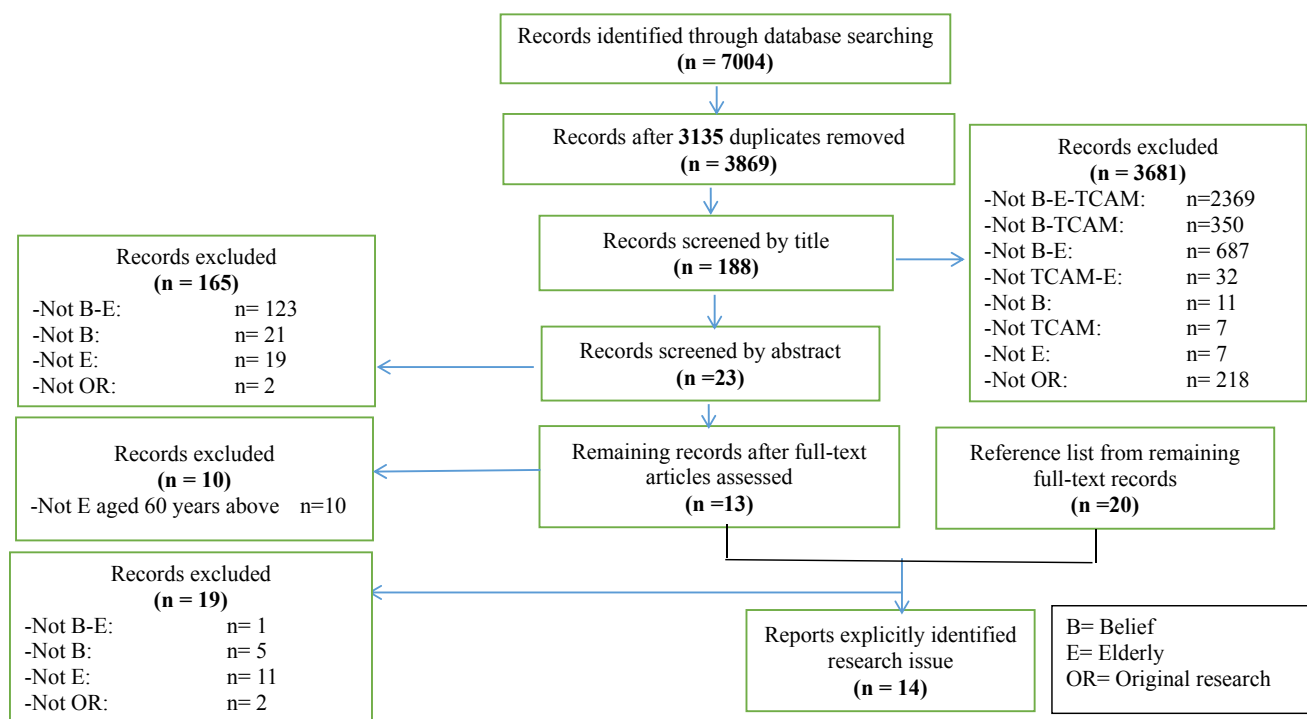 Records identified through database searching
(n = 7004)
Records after 3135 duplicates removed
(n = 3869)
Records excluded
(n = 3681)
-Not B-E-TCAM: n=2369
-Not B-TCAM: n=350
-Not B-E: n= 687
-Not TCAM-E: n= 32
-Not B: n= 11
-Not TCAM: n= 7
-Not E: n= 7
-Not OR: n= 218
Records screened by title
(n = 188)
Records excluded
(n = 165)
-Not B-E: n= 123
-Not B: n= 21
-Not E: n= 19
-Not OR: n= 2
Records screened by abstract
(n =23)
Records excluded
(n = 10)
-Not E aged 60 years above n=10
Remaining records after full-text
articles assessed
(n =13)
Reference list from remaining
full-text records
(n =20)
Records excluded
(n = 19)
-Not B-E: n= 1
-Not B: n= 5
-Not E: n= 11
-Not OR: n= 2
Reports explicitly identified
research issue
(n = 14)
B= Belief
E= Elderly
OR= Original research